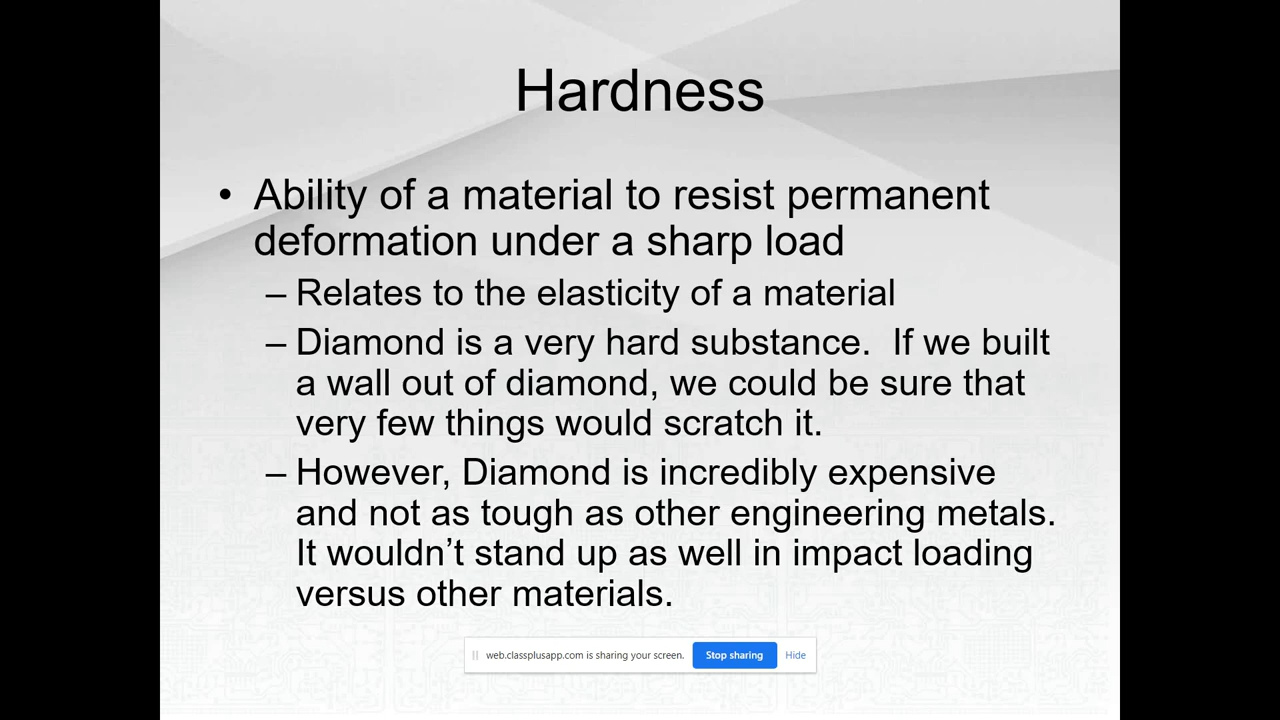 Hardness
• Ability of a material to resist permanent
deformation under a sharp load
– Relates to the elasticity of a material
– Diamond is a very hard substance.  If we built
a wall out of diamond, we could be sure that
very few things would scratch it.
– However, Diamond is incredibly expensive
and not as tough as other engineering metals.
It wouldn’t stand up as well in impact loading
versus other materials.
web.classplusapp.com is sharing your screen. Stop sharing Hide